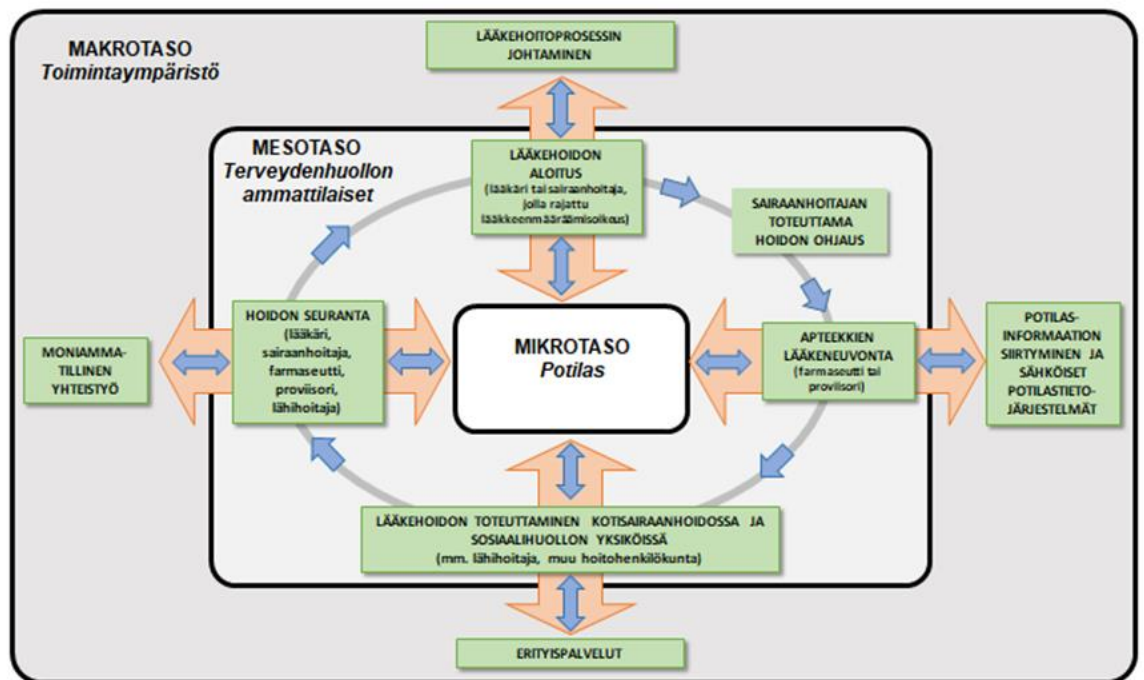 MAKROTASO
Toimintaympäristö
LÄÄKEHOITOPROSESSIN
JOHTAMINEN
MESOTASO
Terveydenhuollon
ammattilaiset
LÄÄKEHOIDON
ALOITUS
(lääkäri tai sairaanhoitaja,
jolla rajattu
lääkkeenmääräämisoikeus)
SAIRAANHOITAJAN
TOTEUTTAMA
HOIDON OHJAUS
MONIAMMA-
TILLINEN
YHTEISTYÖ
HOIDON SEURANTA
(lääkäri,
sairaanhoitaja,
farmaseutti,
proviisori,
lähihoitaja)
MIKROTASO
Potilas
APTEEKKIEN
LÄÄKENEUVONTA
(farmaseutti tai
proviisori)
POTILAS-
INFORMAATION
SIIRTYMINEN JA
SÄHKÖISET
POTILASTIETO-
JÄRJESTELMÄT
LÄÄKEHOIDON TOTEUTTAMINEN KOTISAIRAANHOIDOSSA JA
SOSIAALIHUOLLON YKSIKÖISSÄ
(mm. lähihoitaja, muu hoitohenkilökunta)
ERITYISPALVELUT